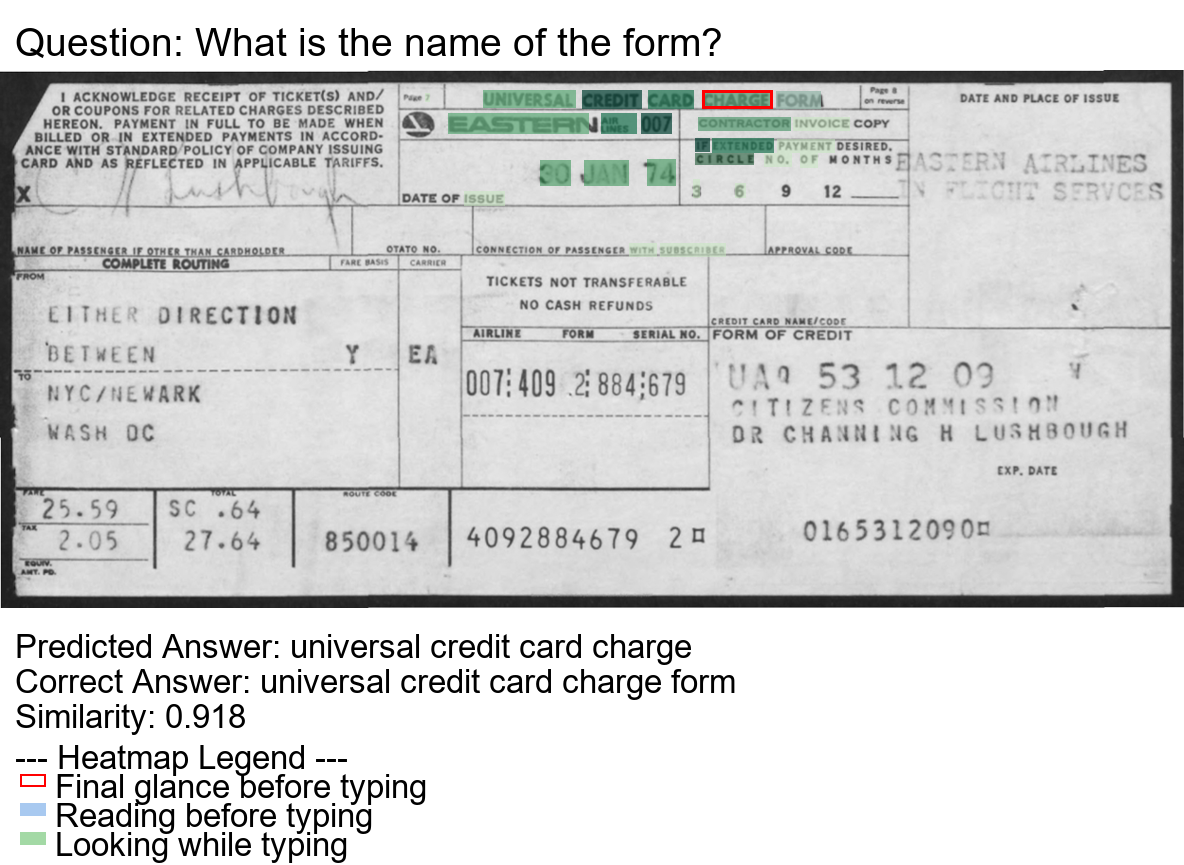 Question: What is the name of the form?
I ACKNOWLEDGE RECEIPT OF TICKET(S) AND/
OR COUPONS FOR RELATED CHARGES DESCRIBED
HEREON. PAYMENT IN FULL TO BE MADE WHEN
BILLED OR IN EXTENDED PAYMENTS IN ACCORD-
ANCE WITH STANDARD POLICY OF COMPANY ISSUING
CARD AND AS REFLECTED IN APPLICABLE TARIFFS.
X
UNIVERSAL CREDIT CARD CHARGE FORM
Page 8
on reverse
EASTERN AIR LINES 007
CONTRACTOR INVOICE COPY
IF EXTENDED PAYMENT DESIRED.
CIRCLE NO. OF MONTHS
3 6 9 12
30 JAN 74
DATE OF ISSUE
DATE AND PLACE OF ISSUE
EASTERN AIRLINES
IN FLIGHT SERVCES
NAME OF PASSENGER IF OTHER THAN CARDHOLDER
OTATO NO.
CONNECTION OF PASSENGER WITH SUBSCRIBER
APPROVAL CODE
COMPLETE ROUTING
FARE BASIS
CARRIER
FROM
EITHER DIRECTION
BETWEEN Y EA
TO
NYC/NEWARK
WASH DC
TICKETS NOT TRANSFERABLE
NO CASH REFUNDS
AIRLINE FORM SERIAL NO.
007 409 2 884 679
CREDIT CARD NAME/CODE
FORM OF CREDIT
53 12 09
CITIZENS COMMISSION
DR CHANNING H LUSHBOUGH
EXP. DATE
FARE
25.59
TAX
2.05
EQUIV.
AMT. PD.
TOTAL
SC .64
27.64
ROUTE CODE
850014
4092884679 2¤
0165312090¤
Predicted Answer: universal credit card charge
Correct Answer: universal credit card charge form
Similarity: 0.918
--- Heatmap Legend ---
Final glance before typing
Reading before typing
Looking while typing